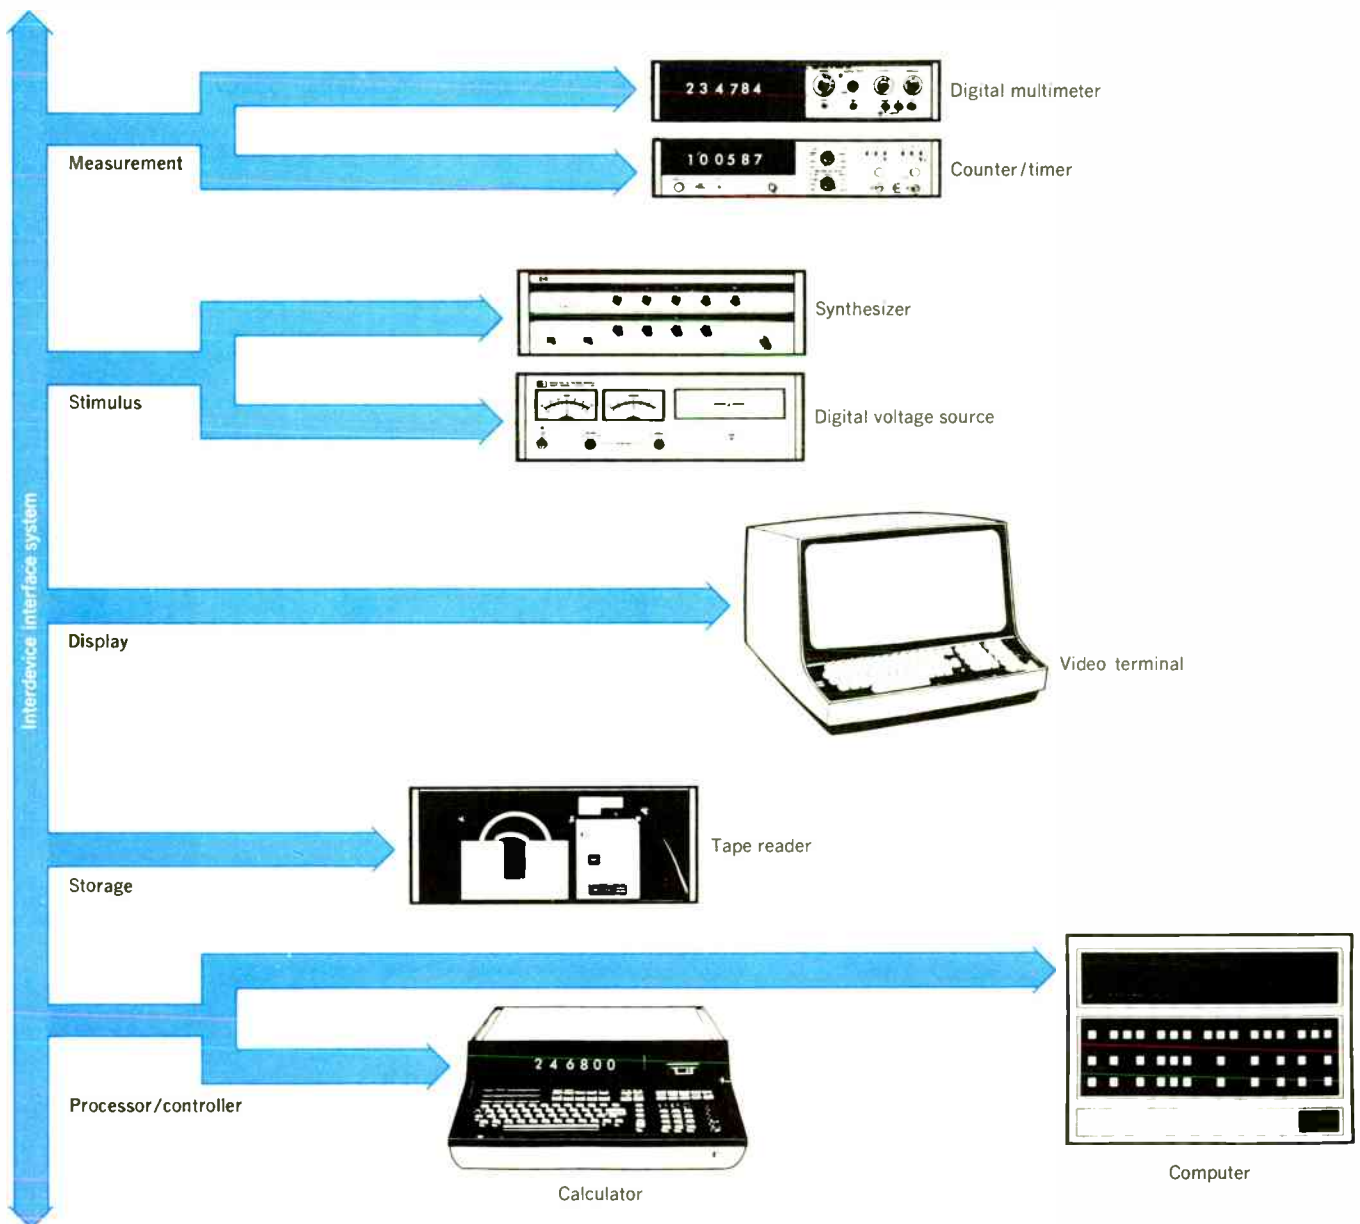 234784
Digital multimeter
Measurement
100587
Counter/timer
Synthesizer
Stimulus
Digital voltage source
Interdevice interface system
Display
Video terminal
Tape reader
Storage
246800
Processor/controller
Computer
Calculator